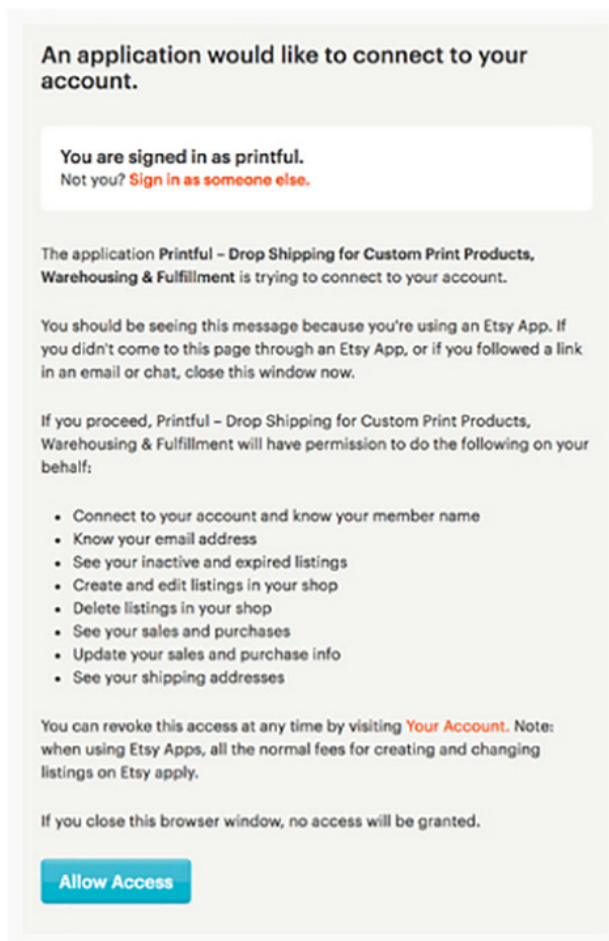 An application would like to connect to your
account.
You are signed in as printful.
Not you? Sign in as someone else.
The application Printful – Drop Shipping for Custom Print Products,
Warehousing & Fulfillment is trying to connect to your account.
You should be seeing this message because you're using an Etsy App. If
you didn't come to this page through an Etsy App, or if you followed a link
in an email or chat, close this window now.
If you proceed, Printful – Drop Shipping for Custom Print Products,
Warehousing & Fulfillment will have permission to do the following on your
behalf:
• Connect to your account and know your member name
• Know your email address
• See your inactive and expired listings
• Create and edit listings in your shop
• Delete listings in your shop
• See your sales and purchases
• Update your sales and purchase info
• See your shipping addresses
You can revoke this access at any time by visiting Your Account. Note:
when using Etsy Apps, all the normal fees for creating and changing
listings on Etsy apply.
If you close this browser window, no access will be granted.
Allow Access